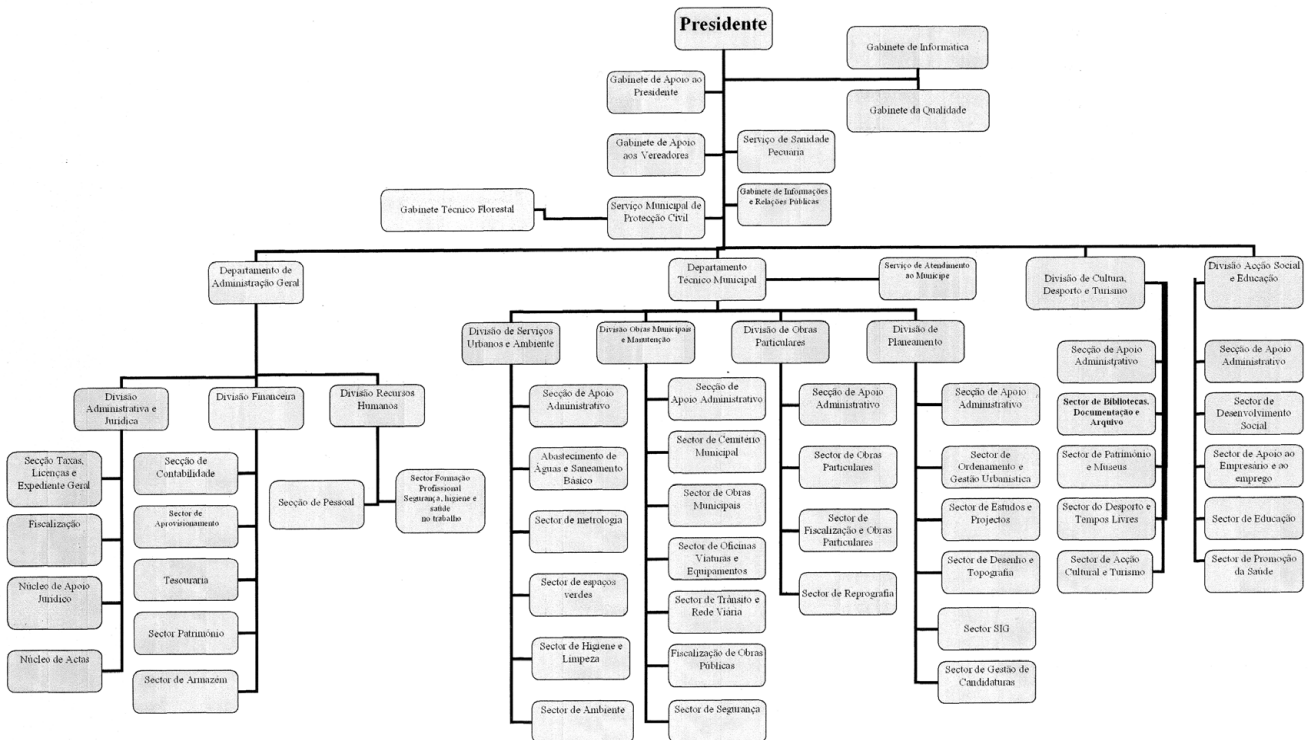 Presidente
Gabinete de Informática
Gabinete de Apoio ao
Presidente
Gabinete da Qualidade
Gabinete de Apoio
aos Vereadores
Serviço de Sanidade
Pecuária
Gabinete Técnico Florestal
Serviço Municipal de
Protecção Civil
Gabinete de Informações
e Relações Públicas
Departamento de
Administração Geral
Departamento
Técnico Municipal
Serviço de Atendimento
ao Munícipe
Divisão de Cultura,
Desporto e Turismo
Divisão Acção Social
e Educação
Divisão de Serviços
Urbanos e Ambiente
Divisão Obras Municipais
e Manutenção
Divisão de Obras
Particulares
Divisão de
Planeamento
Divisão
Administrativa e
Jurídica
Divisão Financeira
Divisão Recursos
Humanos
Secção Taxas,
Licenças e
Expediente Geral
Fiscalização
Núcleo de Apoio
Jurídico
Núcleo de Actas
Secção de
Contabilidade
Sector de
Aprovisionamento
Tesouraria
Sector Património
Sector de Armazém
Secção de Pessoal
Sector Formação
Profissional
Segurança, higiene e
saúde
no trabalho
Secção de Apoio
Administrativo
Abastecimento de
Águas e Saneamento
Básico
Sector de metrologia
Sector de espaços
verdes
Sector de Higiene e
Limpeza
Sector de Ambiente
Secção de
Apoio Administrativo
Sector de Cemitério
Municipal
Sector de Obras
Municipais
Sector de Oficinas
Viaturas e
Equipamentos
Sector de Trânsito e
Rede Viária
Fiscalização de Obras
Públicas
Sector de Segurança
Secção de Apoio
Administrativo
Sector de Obras
Particulares
Sector de
Fiscalização e Obras
Particulares
Sector de Reprografia
Secção de Apoio
Administrativo
Sector de
Ordenamento e
Gestão Urbanística
Sector de Estudos e
Projectos
Sector de Desenho e
Topografia
Sector SIG
Sector de Gestão de
Candidaturas
Secção de Apoio
Administrativo
Sector de Bibliotecas,
Documentação e
Arquivo
Sector de Património
e Museus
Sector do Desporto e
Tempos Livres
Sector de Acção
Cultural e Turismo
Secção de Apoio
Administrativo
Sector de
Desenvolvimento
Social
Sector de Apoio ao
Empresário e ao
emprego
Sector de Educação
Sector de Promoção
da Saúde